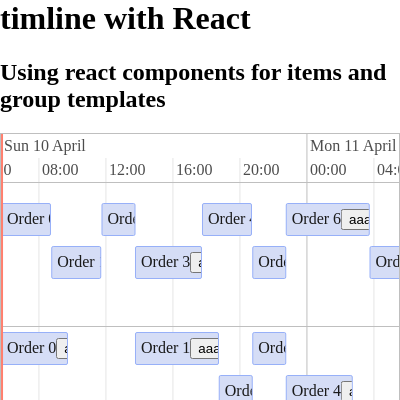 timline with React
Using react components for items and
group templates
Sun 10 April Mon 11 April
0 08:00 12:00 16:00 20:00 00:00 04:
Order Ord Order Order 6 aaa
Order Order 3 a Ord Ord
Order 0 a Order 1 aaa Ord
Ord Order 4 a